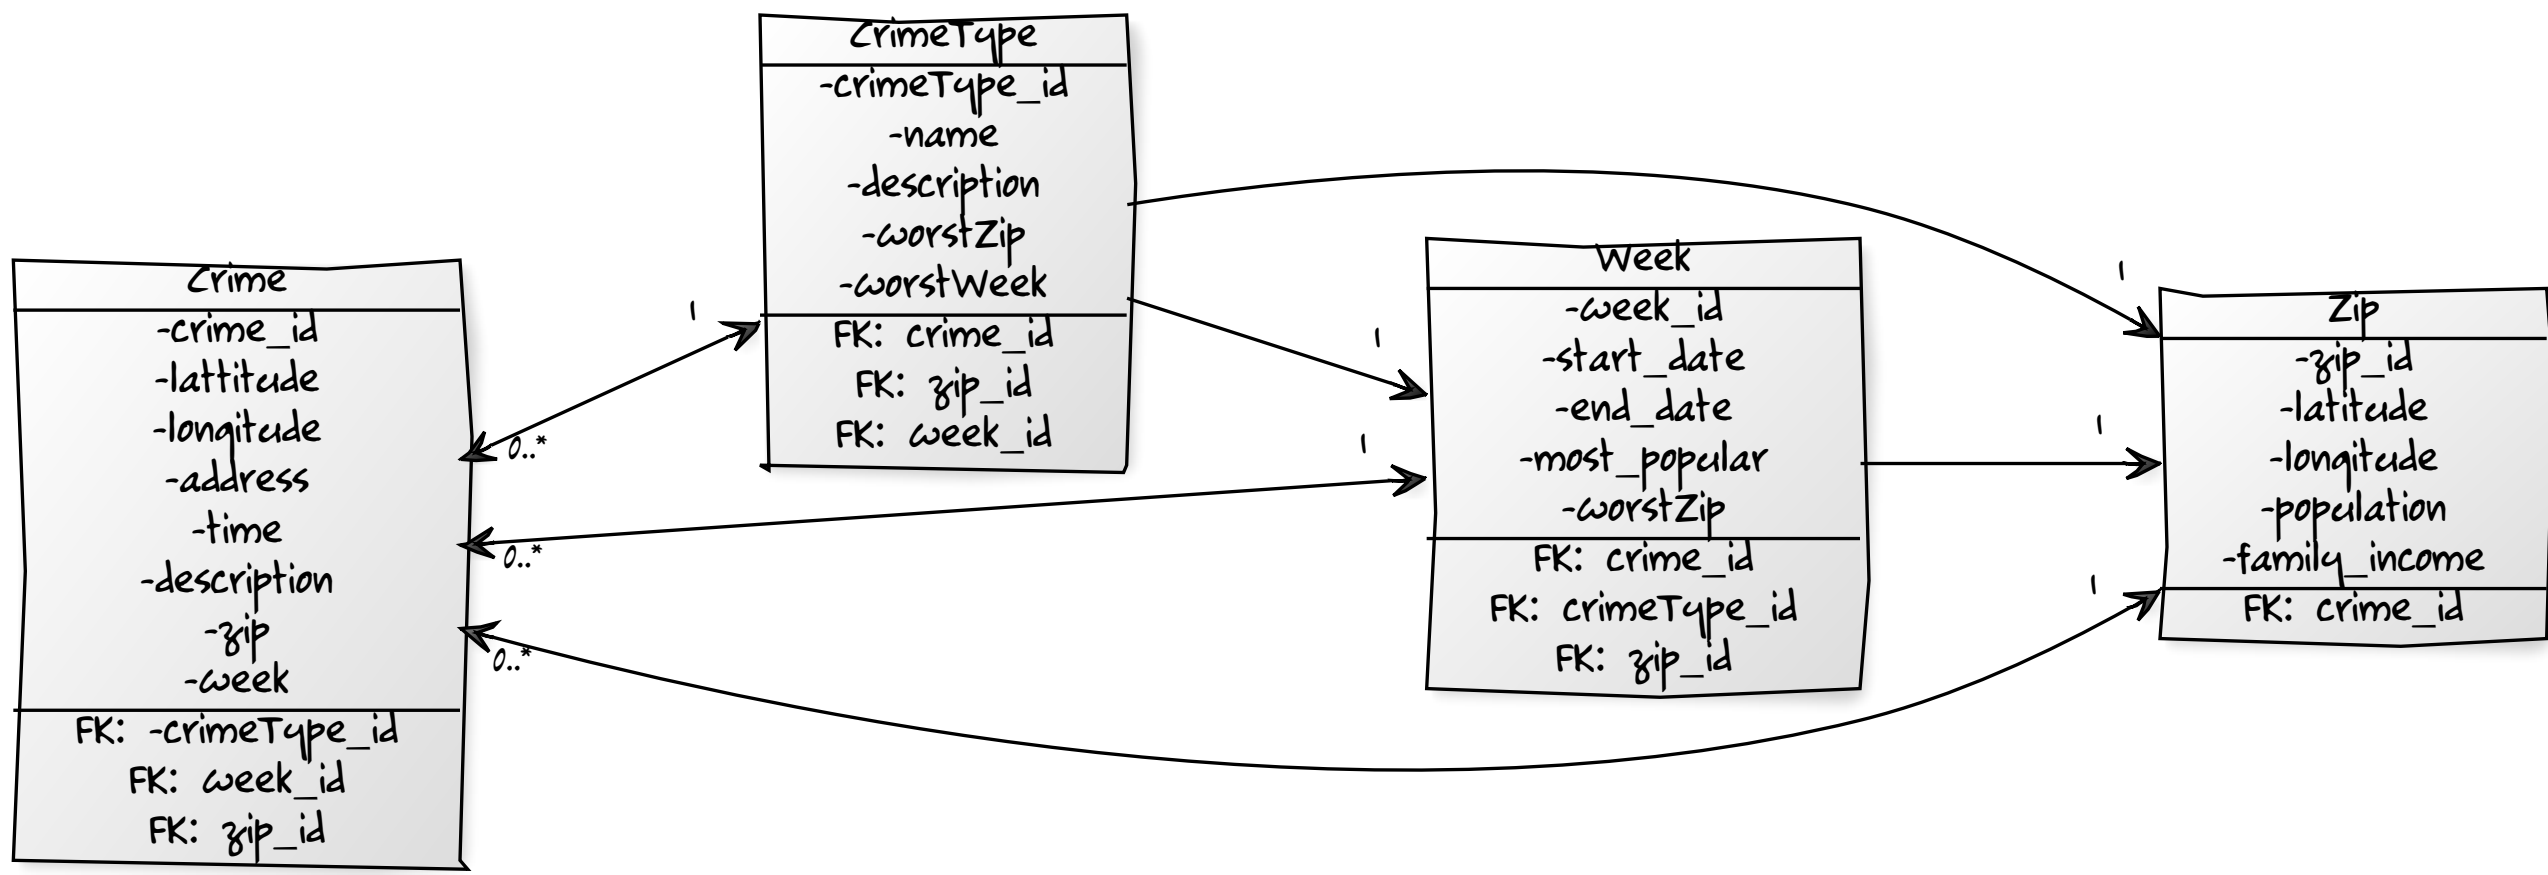 CrimeType
-crimeType_id
-name
-description
-worstZip
-worstWeek
FK: crime_id
FK: zip_id
FK: week_id
Crime
-crime_id
-lattitude
-longitude
-address
-time
-description
-zip
-week
FK: -crimeType_id
FK: week_id
FK: zip_id
Week
-week_id
-start_date
-end_date
-most_popular
-worstZip
FK: crime_id
FK: crimeType_id
FK: zip_id
Zip
-zip_id
-latitude
-longitude
-population
-family_income
FK: crime_id
1
0..*
1
0..*
1
0..*
1
1
1